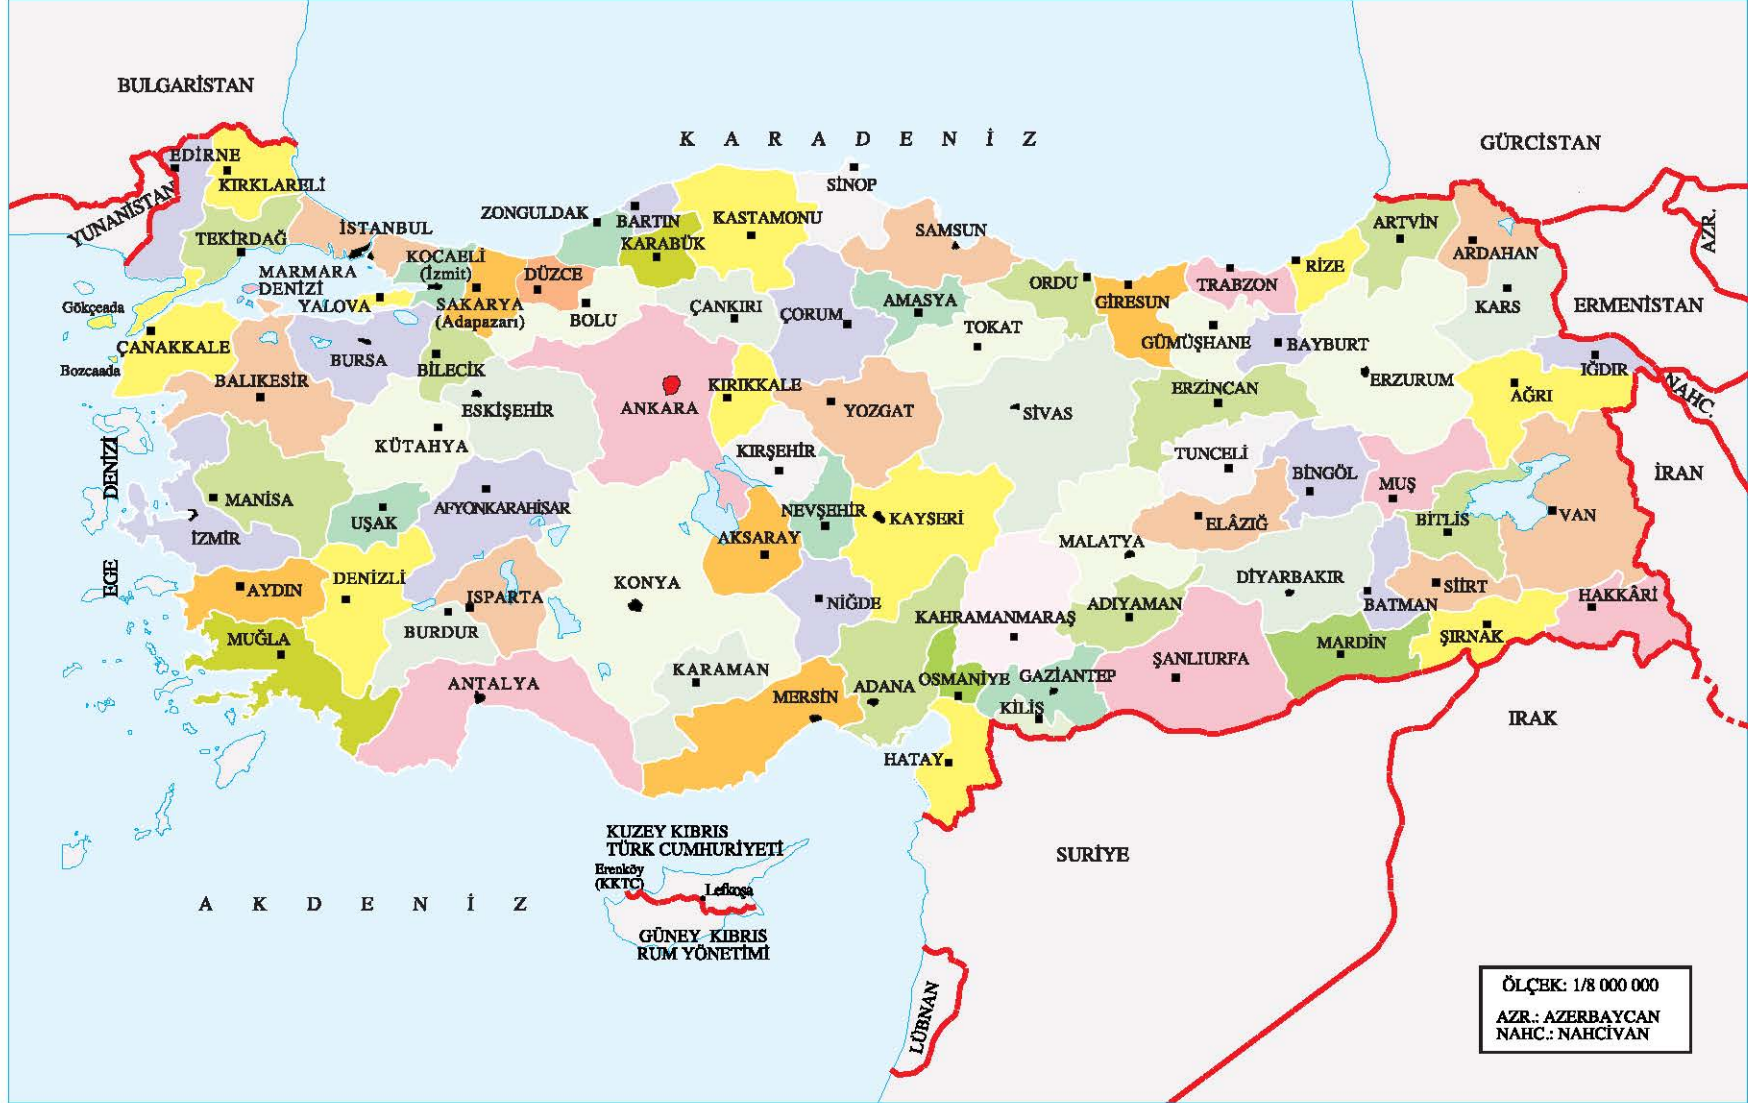 BULGARİSTAN
KARADENİZ
GÜRCİSTAN
EDİRNE
KIRKLARELİ
YUNANİSTAN
TEKİRDAĞ
İSTANBUL
ZONGULDAK
BARTIN
KARABÜK
KASTAMONU
SİNOP
SAMSUN
ARTVİN
ARDAHAN
AZR.
MARMARA
DENİZİ
YALOVA
KOCAELİ
(İzmit)
SAKARYA
(Adapazarı)
DÜZCE
BOLU
ÇANKIRI
ÇORUM
AMASYA
TOKAT
ORDU
GİRESUN
TRABZON
RİZE
GÜMÜŞHANE
BAYBURT
KARS
ERMENİSTAN
Gökçeada
ÇANAKKALE
Bozcaada
BALIKESİR
BURSA
BİLECİK
ESKİŞEHİR
KÜTAHYA
ANKARA
KIRIKKALE
YOZGAT
SİVAS
ERZİNCAN
ERZURUM
AĞRI
IĞDIR
NAHC.
İRAN
EGE DENİZİ
MANİSA
İZMİR
UŞAK
AFYONKARAHİSAR
KIRŞEHİR
NEVŞEHİR
AKSARAY
KAYSERİ
MALATYA
TUNCELİ
ELÂZIĞ
BİNGÖL
MUŞ
BİTLİS
VAN
AYDIN
DENİZLİ
MUĞLA
BURDUR
ISPARTA
ANTALYA
KONYA
KARAMAN
NİĞDE
MERSİN
ADANA
KAHRAMANMARAŞ
OSMANİYE
GAZİANTEP
KİLİS
HATAY
ADIYAMAN
ŞANLIURFA
DİYARBAKIR
MARDİN
BATMAN
SİİRT
ŞIRNAK
HAKKÂRİ
IRAK
SURİYE
KUZEY KIBRIS
TÜRK CUMHURİYETİ
Erenköy
(KKTC)
Lefkoşa
GÜNEY KIBRIS
RUM YÖNETİMİ
AKDENİZ
LÜBNAN
ÖLÇEK: 1/8 000 000
AZR.: AZERBAYCAN
NAHC.: NAHCİVAN